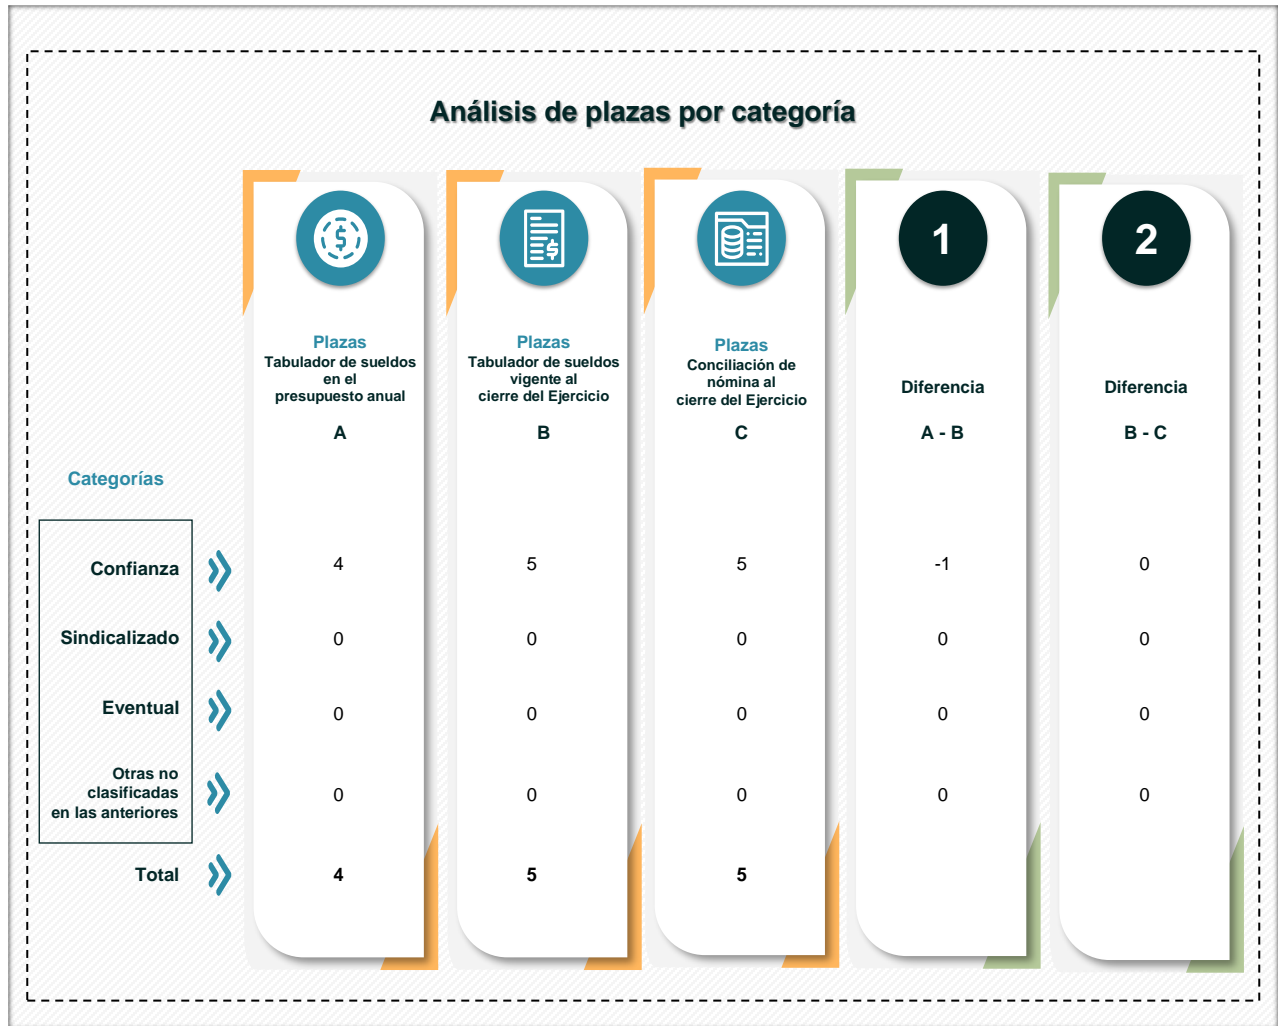 Análisis de plazas por categoría
1
2
Plazas
Tabulador de sueldos
en el
presupuesto anual
A
Plazas
Tabulador de sueldos
vigente al
cierre del Ejercicio
B
Plazas
Conciliación de
nómina al
cierre del Ejercicio
C
Diferencia
A - B
Diferencia
B - C
Categorías
Confianza 4 5 5 -1 0
Sindicalizado 0 0 0 0 0
Eventual 0 0 0 0 0
Otras no
clasificadas
en las anteriores 0 0 0 0 0
Total 4 5 5